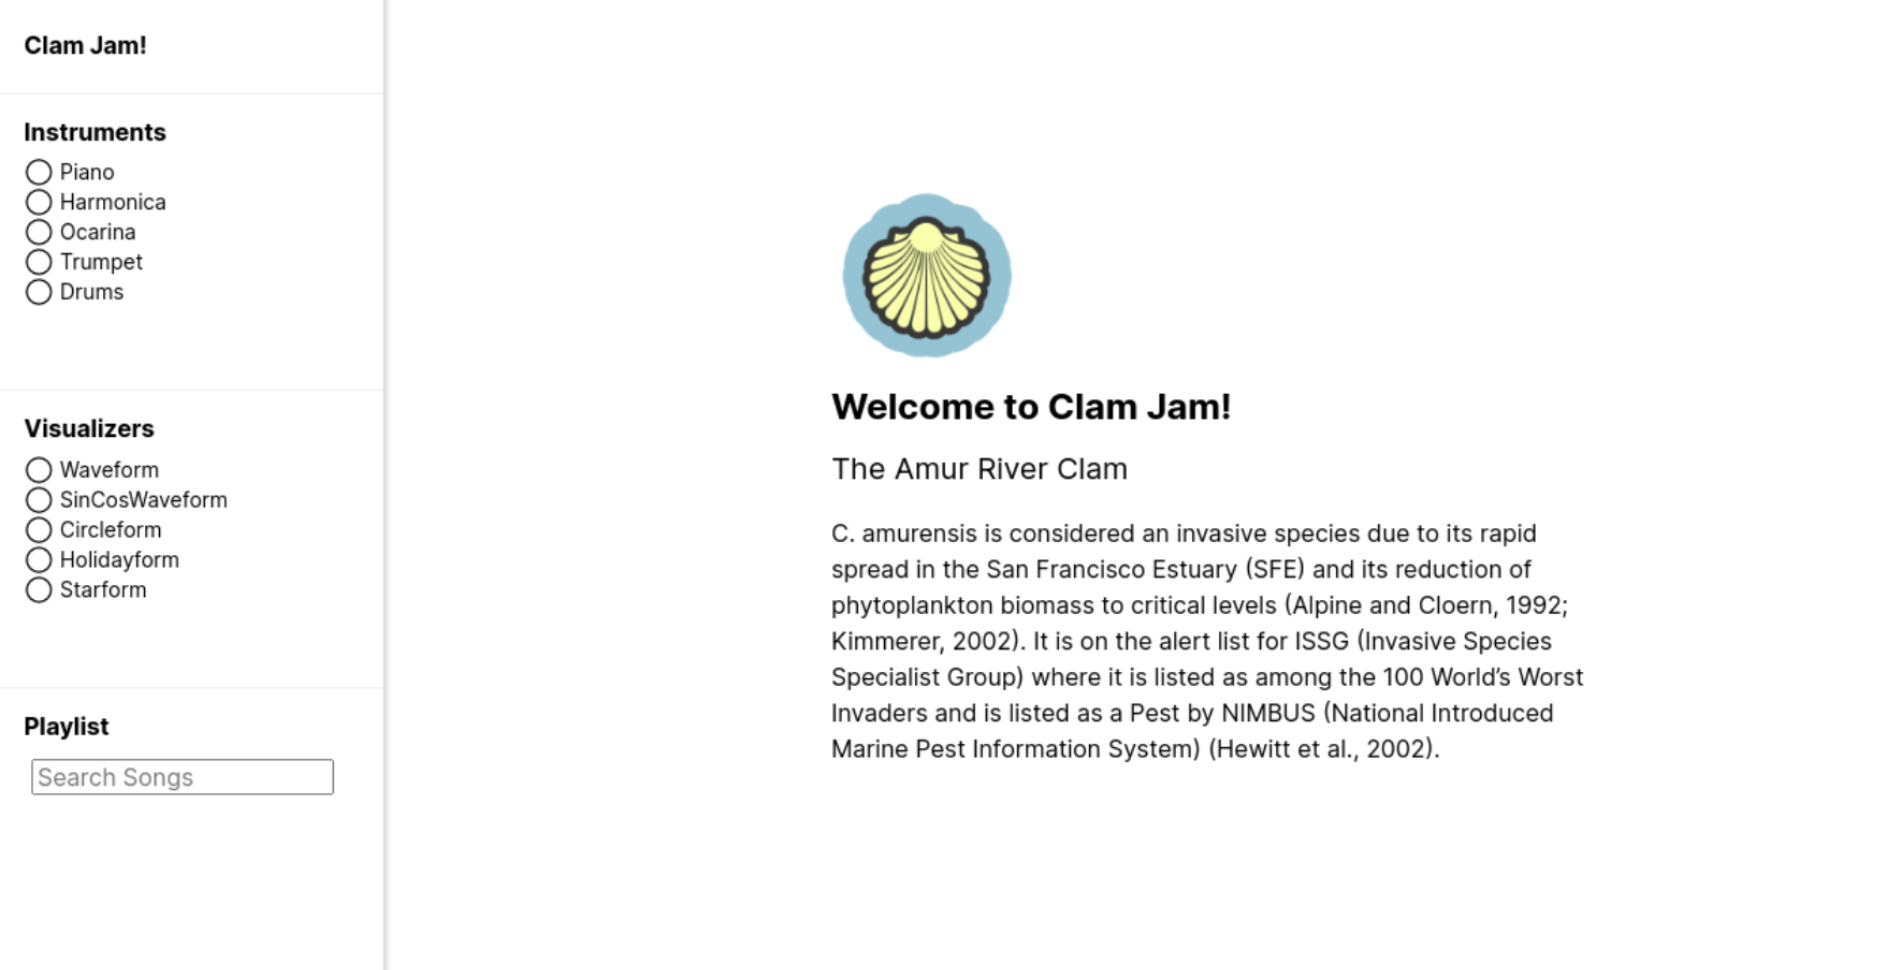 Clam Jam!
Instruments
Piano
Harmonica
Ocarina
Trumpet
Drums
Visualizers
Waveform
SinCosWaveform
Circleform
Holidayform
Starform
Playlist
Search Songs
Welcome to Clam Jam!
The Amur River Clam
C. amurensis is considered an invasive species due to its rapid
spread in the San Francisco Estuary (SFE) and its reduction of
phytoplankton biomass to critical levels (Alpine and Cloern, 1992;
Kimmerer, 2002). It is on the alert list for ISSG (Invasive Species
Specialist Group) where it is listed as among the 100 World’s Worst
Invaders and is listed as a Pest by NIMBUS (National Introduced
Marine Pest Information System) (Hewitt et al., 2002).